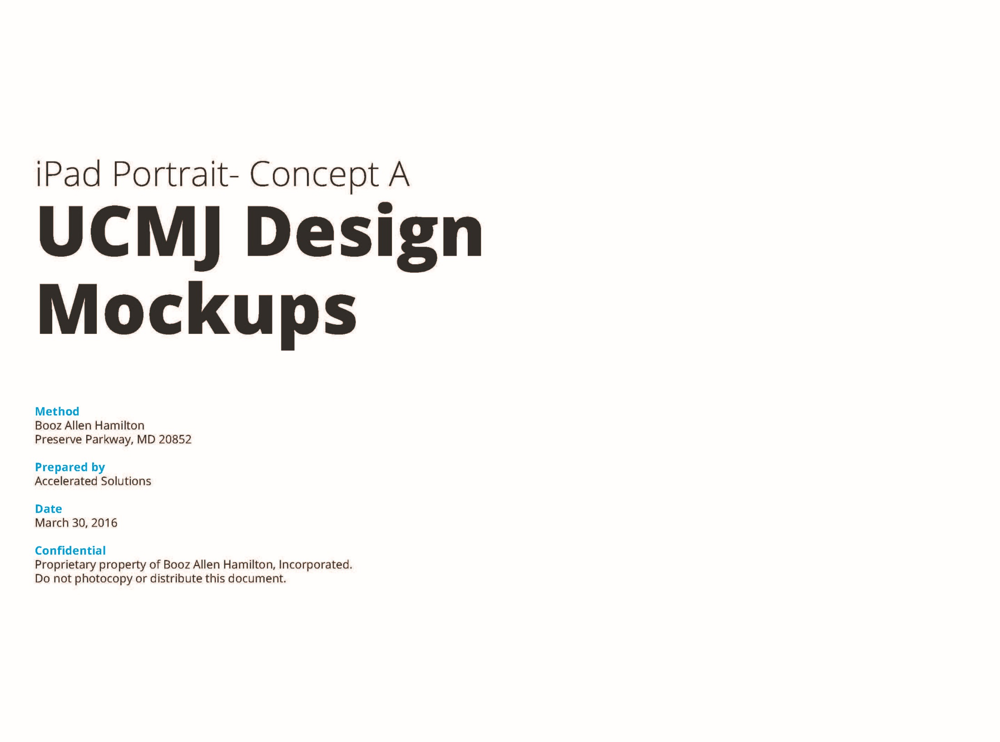 iPad Portrait- Concept A
UCMJ Design
Mockups
Method
Booz Allen Hamilton
Preserve Parkway, MD 20852
Prepared by
Accelerated Solutions
Date
March 30, 2016
Confidential
Proprietary property of Booz Allen Hamilton, Incorporated.
Do not photocopy or distribute this document.